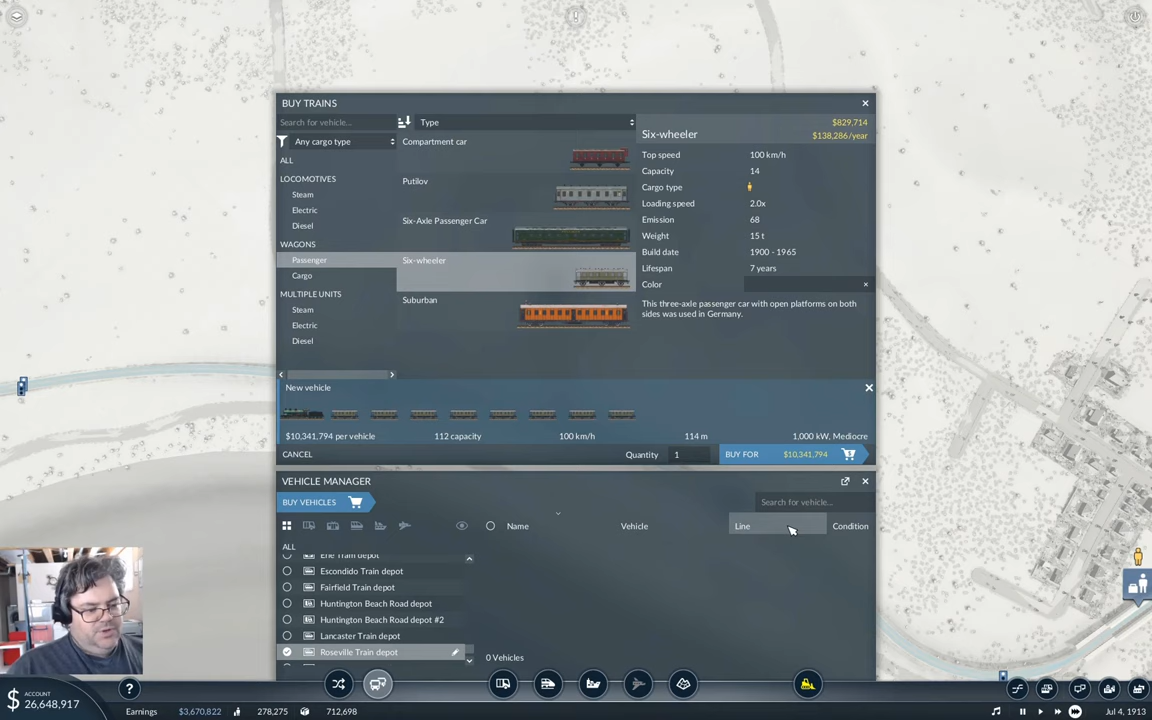 BUY TRAINS
Search for vehicle...
Type
Any cargo type
ALL
LOCOMOTIVES
Steam
Electric
Diesel
WAGONS
Passenger
Cargo
MULTIPLE UNITS
Steam
Electric
Diesel
Compartment car
Putilov
Six-Axle Passenger Car
Six-wheeler
Suburban
$829,714
Six-wheeler
$138,286/year
Top speed 100 km/h
Capacity 14
Cargo type
Loading speed 2.0x
Emission 68
Weight 15 t
Build date 1900 - 1965
Lifespan 7 years
Color
This three-axle passenger car with open platforms on both
sides was used in Germany.
New vehicle
$10,341,794 per vehicle 112 capacity 100 km/h 114 m 1,000 kW, Mediocre
CANCEL Quantity 1 BUY FOR $10,341,794
VEHICLE MANAGER
BUY VEHICLES
Search for vehicle...
Name Vehicle Line Condition
ALL
Erie Train depot
Escondido Train depot
Fairfield Train depot
Huntington Beach Road depot
Huntington Beach Road depot #2
Lancaster Train depot
Roseville Train depot
0 Vehicles
$ ACCOUNT
26,648,917
?
Earnings $3,670,822 278,275 712,698
Jul 4, 1913